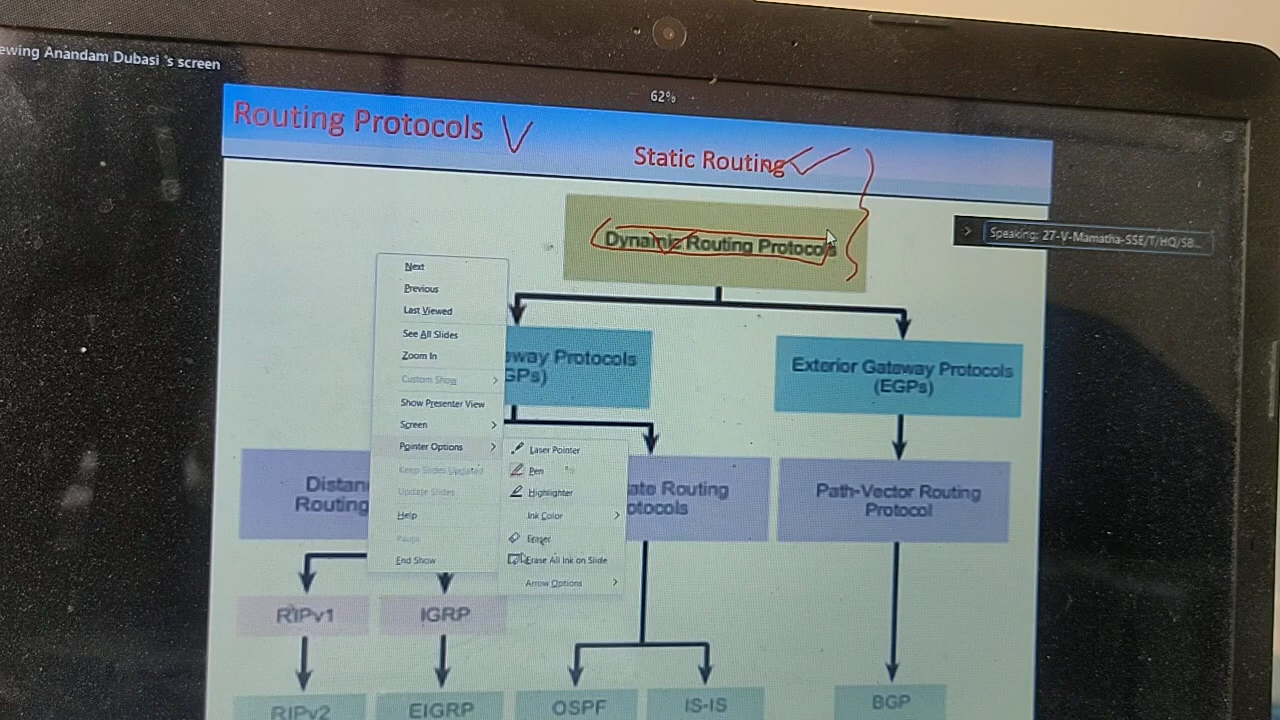 ewing Anandam Dubasi 's screen
62%
Routing Protocols
Static Routing
Dynamic Routing Protocols
Speaking: 27-V-Mamatha-SSE/T/HQ/SB...
Next
Previous
Last Viewed
See All Slides
Zoom In
Custom Show
Show Presenter View
Screen
Pointer Options
Keep Slides Updated
Update Slides
Help
Pause
End Show
Laser Pointer
Pen
Highlighter
Ink Color
Eraser
Erase All Ink on Slide
Arrow Options
way Protocols
GPs)
Exterior Gateway Protocols
(EGPs)
Distan
Routing
ate Routing
otocols
Path-Vector Routing
Protocol
RIPv1
IGRP
RIPv2
EIGRP
OSPF
IS-IS
BGP